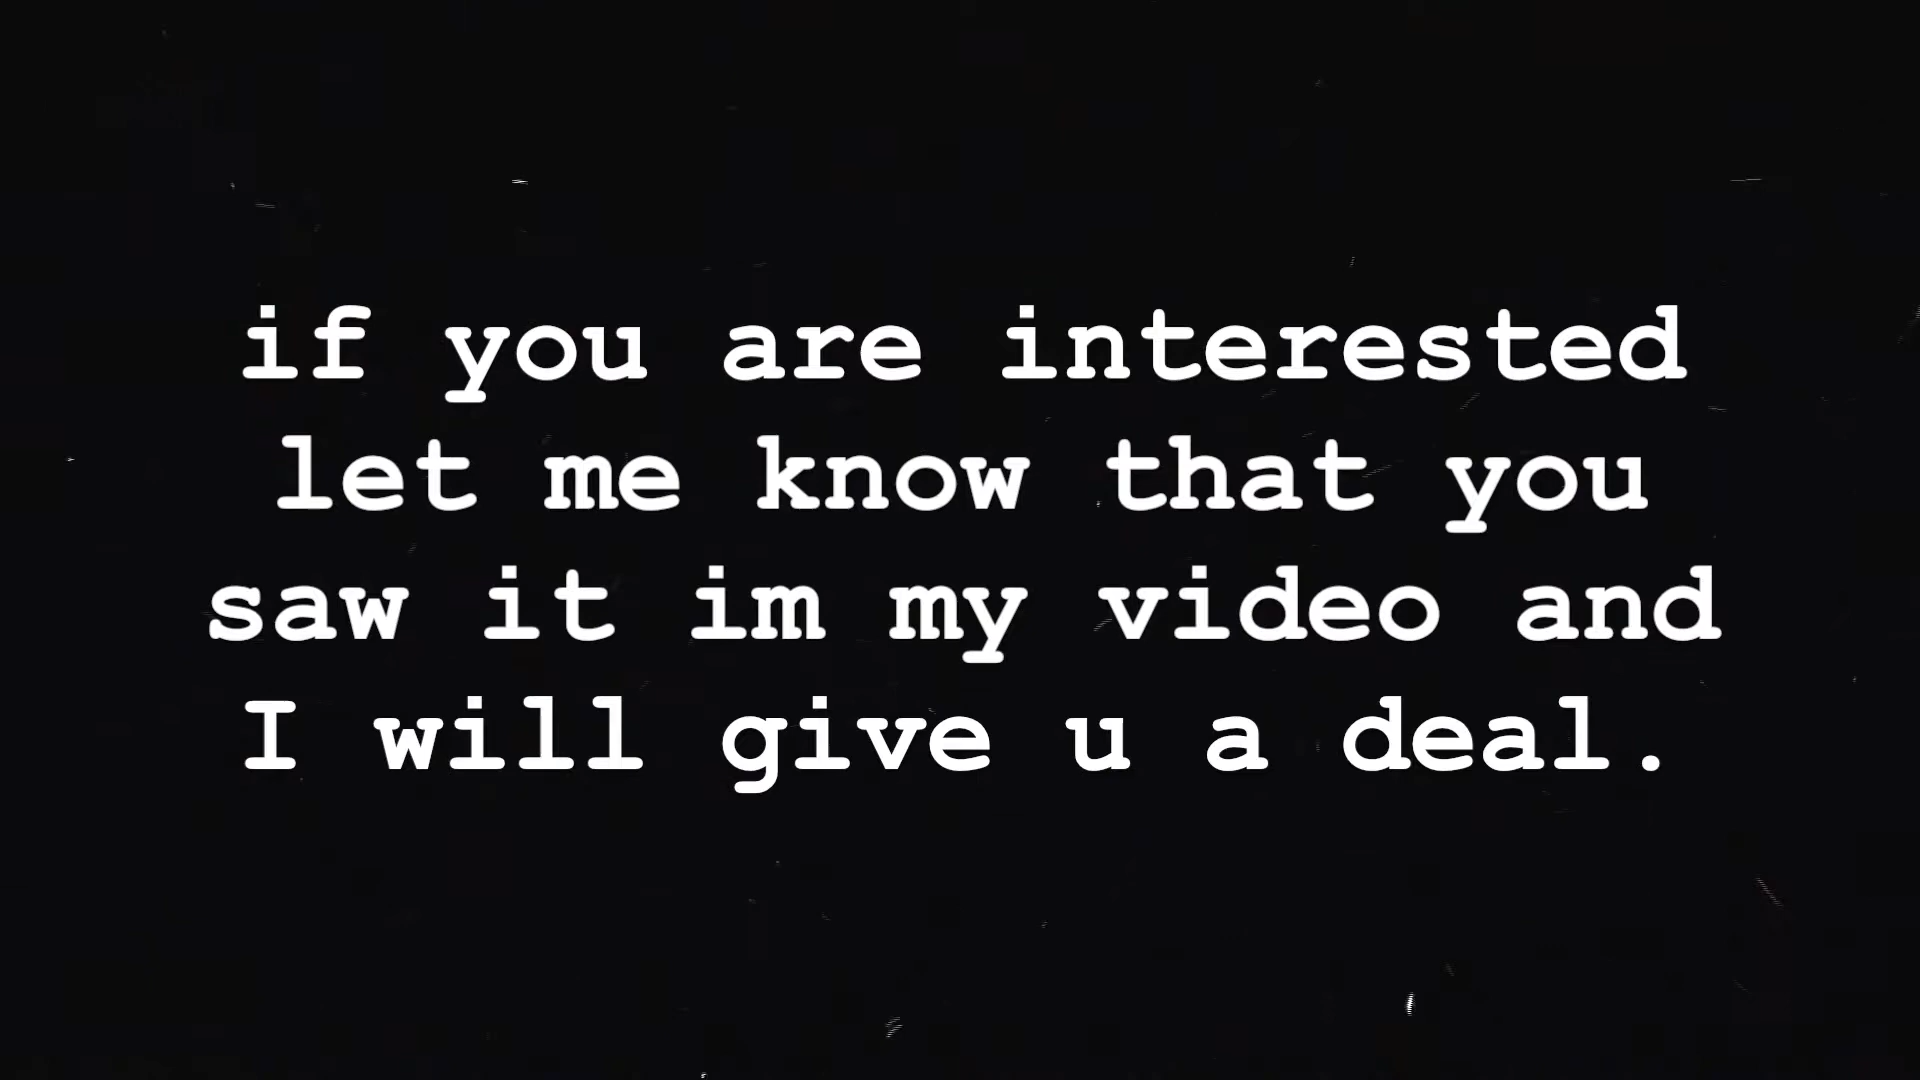 if you are interested
let me know that you
saw it im my video and
I will give u a deal.